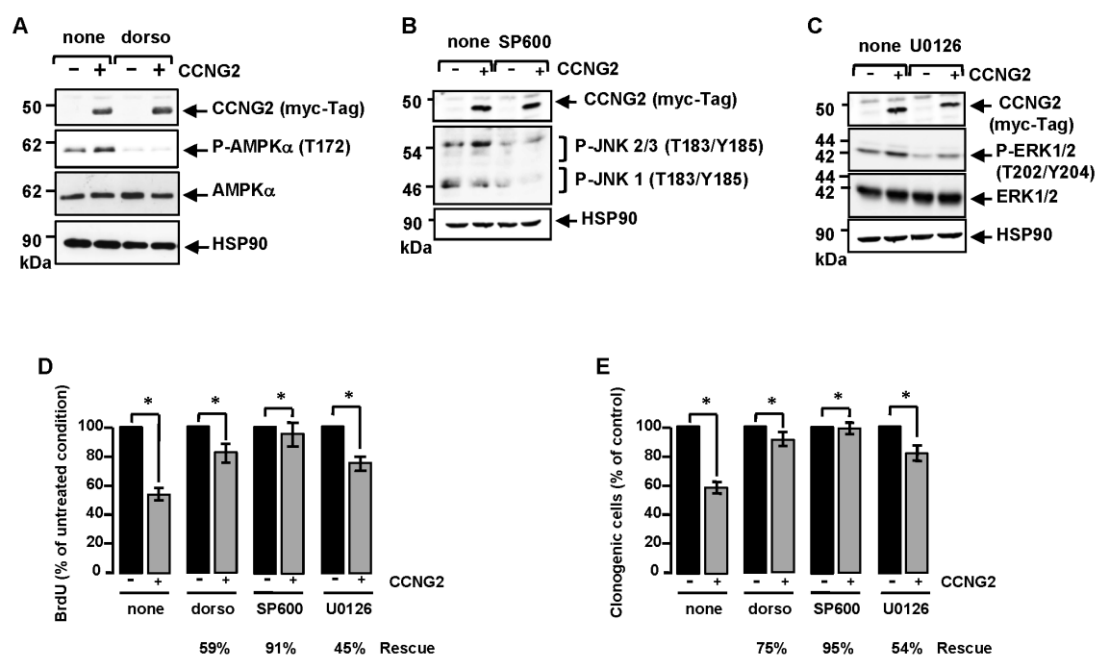 A
none dorso
- + - + CCNG2
50 CCNG2 (myc-Tag)
62 P-AMPKα (T172)
62 AMPKα
90 HSP90
kDa
B
none SP600
- + - + CCNG2
50 CCNG2 (myc-Tag)
54 P-JNK 2/3 (T183/Y185)
46 P-JNK 1 (T183/Y185)
90 HSP90
kDa
C
none U0126
- + - + CCNG2
50 CCNG2
(myc-Tag)
44
42 P-ERK1/2
(T202/Y204)
44
42 ERK1/2
90 HSP90
kDa
D
BrdU (% of untreated condition)
* * * *
100
80
60
40
20
0
- + - + - + - + CCNG2
none dorso SP600 U0126
59% 91% 45% Rescue
E
Clonogenic cells (% of control)
* * * *
100
80
60
40
20
0
- + - + - + - + CCNG2
none dorso SP600 U0126
75% 95% 54% Rescue